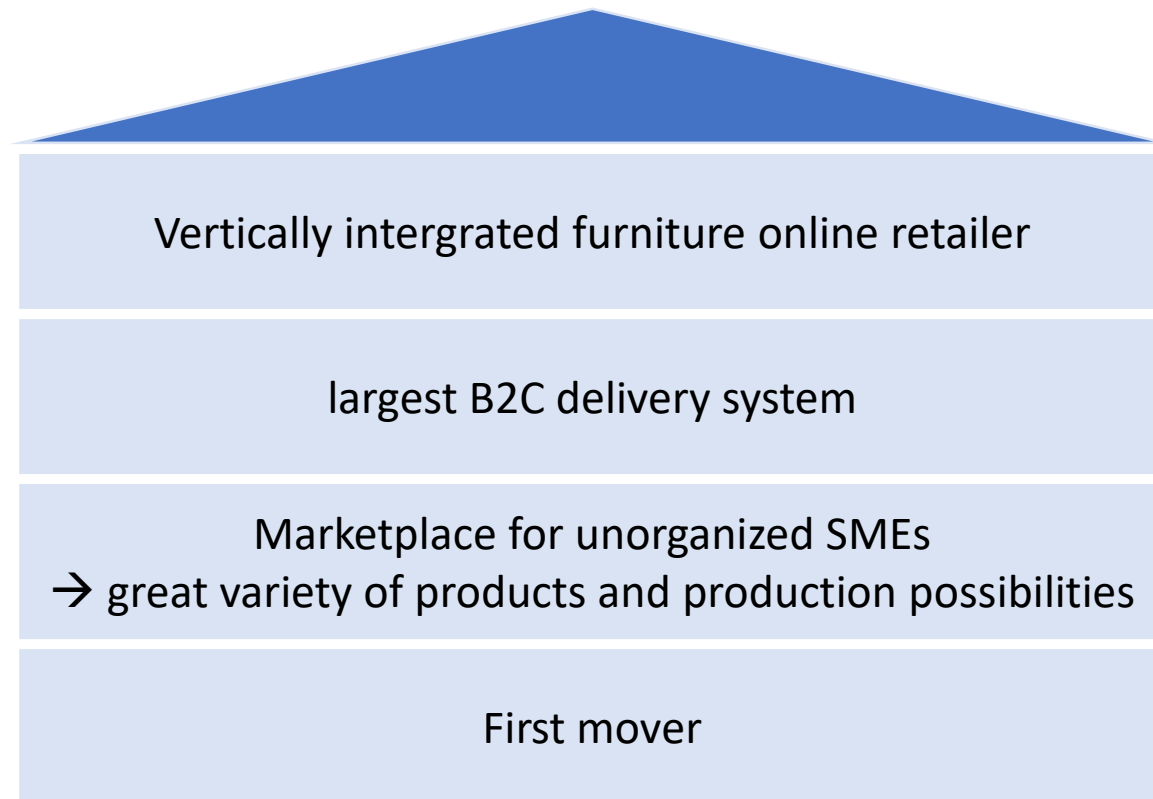 Vertically intergrated furniture online retailer
largest B2C delivery system
Marketplace for unorganized SMEs
→ great variety of products and production possibilities
First mover